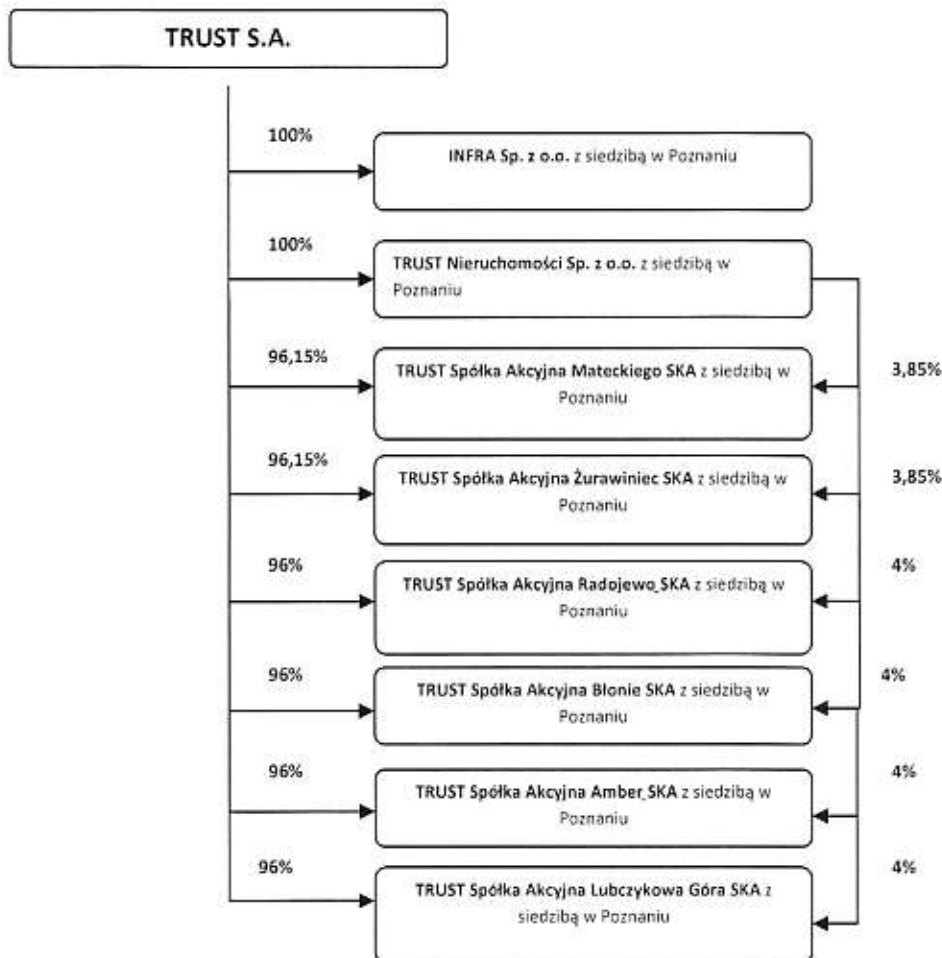 TRUST S.A.
100%
INFRA Sp. z o.o. z siedzibą w Poznaniu
100%
TRUST Nieruchomości Sp. z o.o. z siedzibą w
Poznaniu
96,15%
TRUST Spółka Akcyjna Mateckiego SKA z siedzibą w
Poznaniu
3,85%
96,15%
TRUST Spółka Akcyjna Żurawiniec SKA z siedzibą w
Poznaniu
3,85%
96%
TRUST Spółka Akcyjna Radojewo SKA z siedzibą w
Poznaniu
4%
96%
TRUST Spółka Akcyjna Błonie SKA z siedzibą w
Poznaniu
4%
96%
TRUST Spółka Akcyjna Amber SKA z siedzibą w
Poznaniu
4%
96%
TRUST Spółka Akcyjna Lubczykowa Góra SKA z
siedzibą w Poznaniu
4%